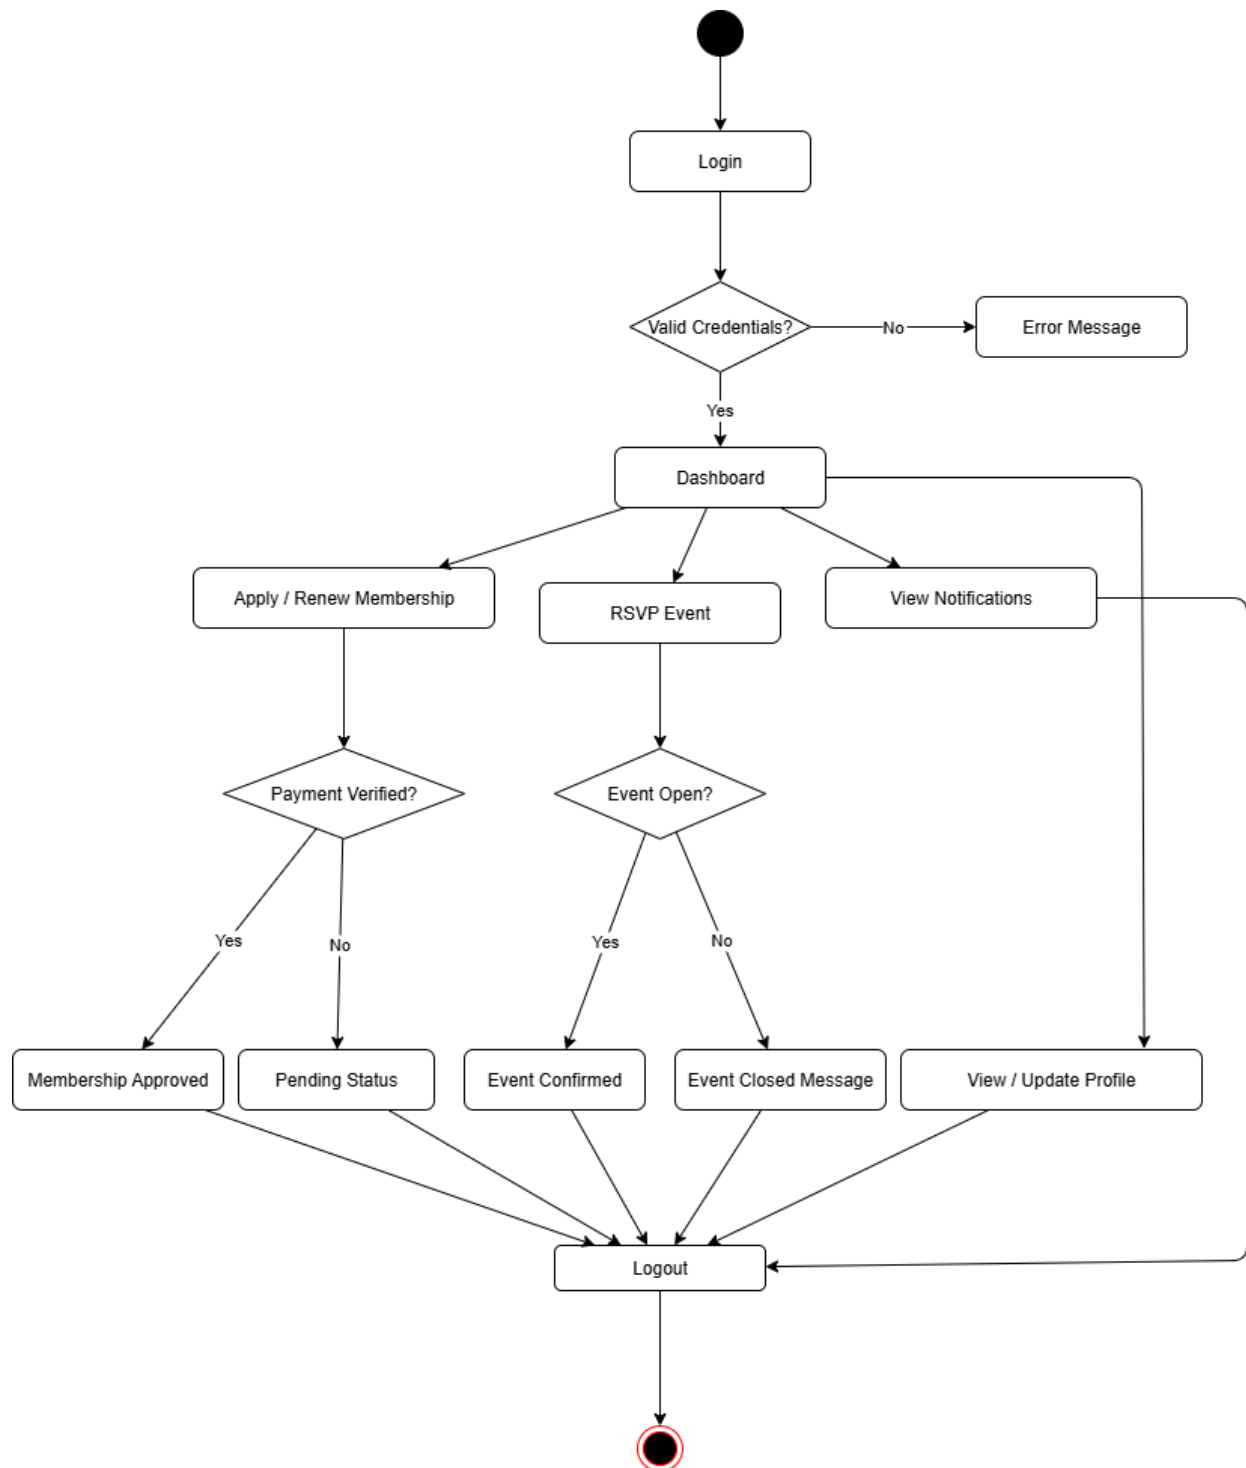 Login
Valid Credentials?
No
Error Message
Yes
Dashboard
Apply / Renew Membership
RSVP Event
View Notifications
Payment Verified?
Event Open?
Yes
No
Yes
No
Membership Approved
Pending Status
Event Confirmed
Event Closed Message
View / Update Profile
Logout